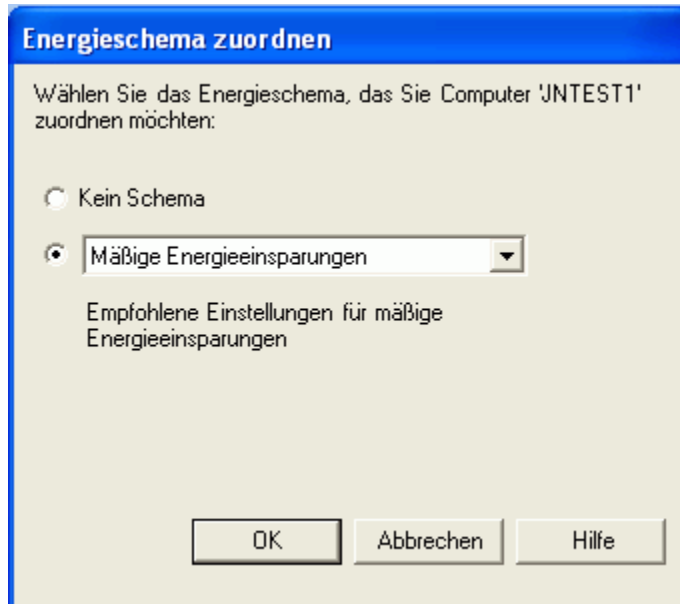 Energieschema zuordnen
Wählen Sie das Energieschema, das Sie Computer 'JNTEST1'
zuordnen möchten:
Kein Schema
Mäßige Energieeinsparungen
Empfohlene Einstellungen für mäßige
Energieeinsparungen
OK Abbrechen Hilfe